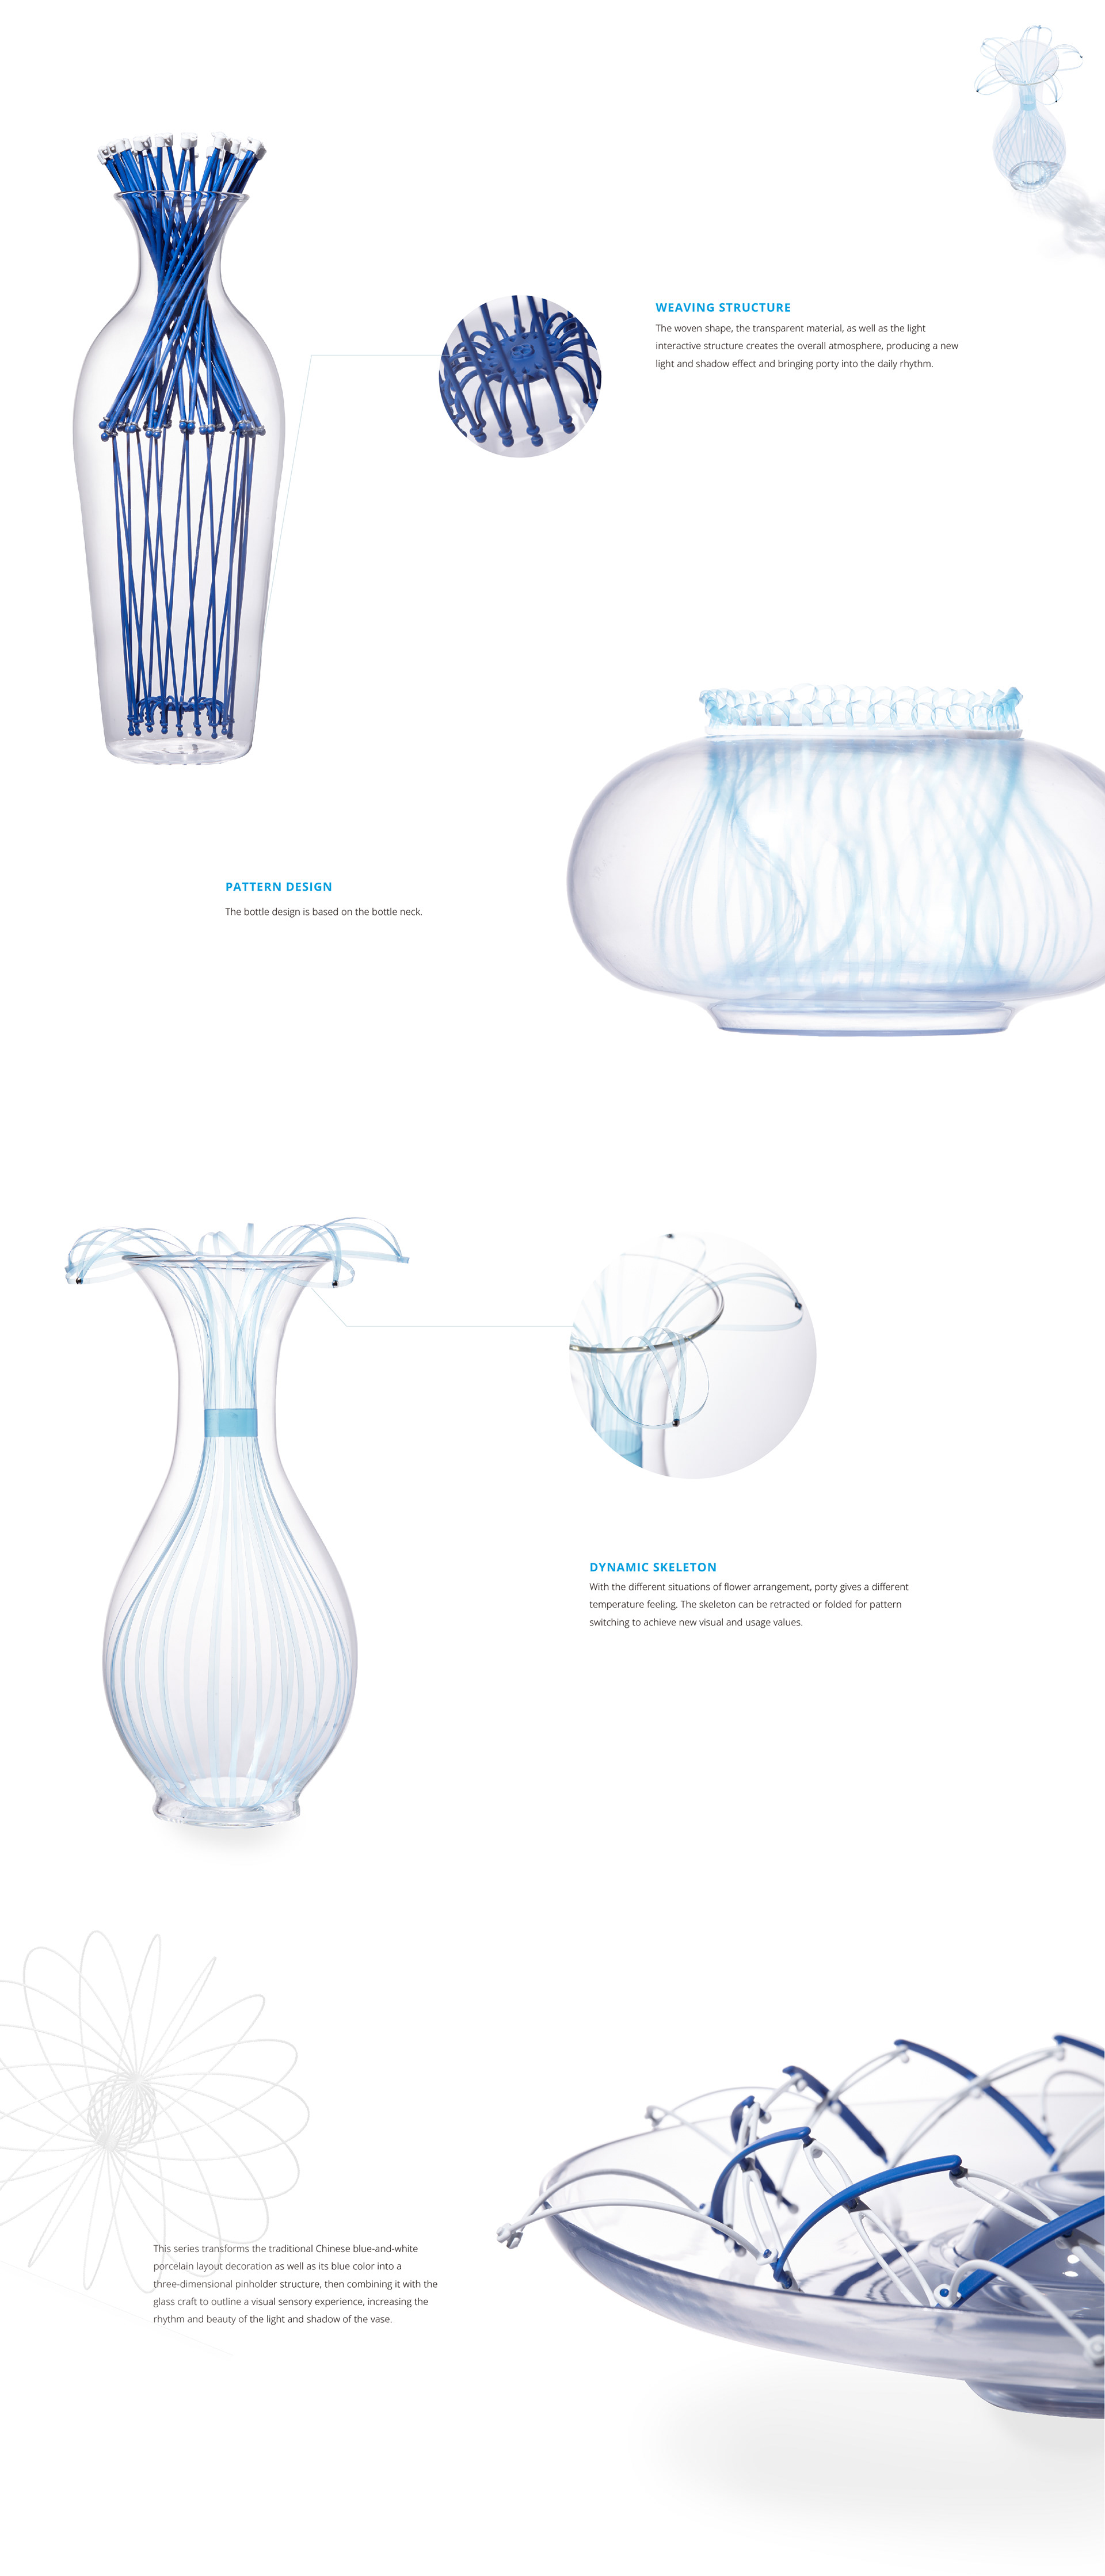 WEAVING STRUCTURE
The woven shape, the transparent material, as well as the light
interactive structure creates the overall atmosphere, producing a new
light and shadow effect and bringing porty into the daily rhythm.
PATTERN DESIGN
The bottle design is based on the bottle neck.
DYNAMIC SKELETON
With the different situations of flower arrangement, porty gives a different
temperature feeling. The skeleton can be retracted or folded for pattern
switching to achieve new visual and usage values.
This series transforms the traditional Chinese blue-and-white
porcelain layout decoration as well as its blue color into a
three-dimensional pinholder structure, then combining it with the
glass craft to outline a visual sensory experience, increasing the
rhythm and beauty of the light and shadow of the vase.